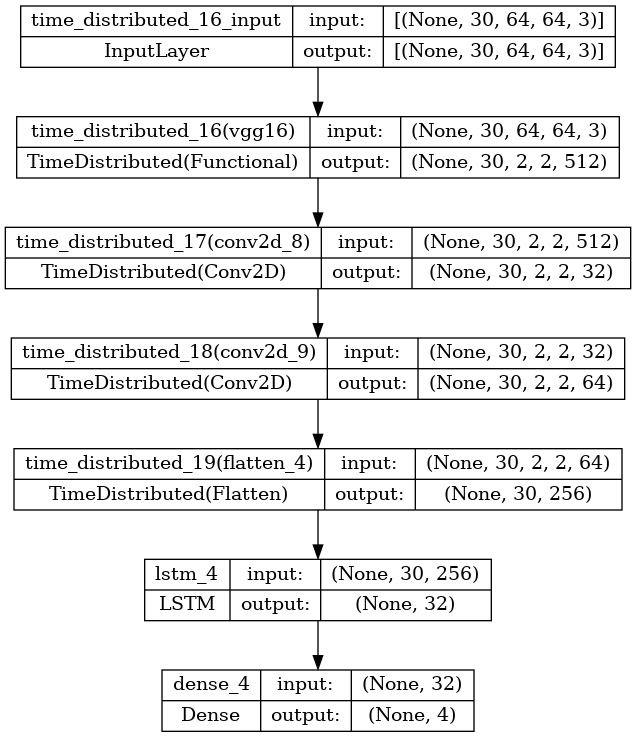 time_distributed_16_input input: [(None, 30, 64, 64, 3)]
InputLayer output: [(None, 30, 64, 64, 3)]
time_distributed_16(vgg16) input: (None, 30, 64, 64, 3)
TimeDistributed(Functional) output: (None, 30, 2, 2, 512)
time_distributed_17(conv2d_8) input: (None, 30, 2, 2, 512)
TimeDistributed(Conv2D) output: (None, 30, 2, 2, 32)
time_distributed_18(conv2d_9) input: (None, 30, 2, 2, 32)
TimeDistributed(Conv2D) output: (None, 30, 2, 2, 64)
time_distributed_19(flatten_4) input: (None, 30, 2, 2, 64)
TimeDistributed(Flatten) output: (None, 30, 256)
lstm_4 input: (None, 30, 256)
LSTM output: (None, 32)
dense_4 input: (None, 32)
Dense output: (None, 4)